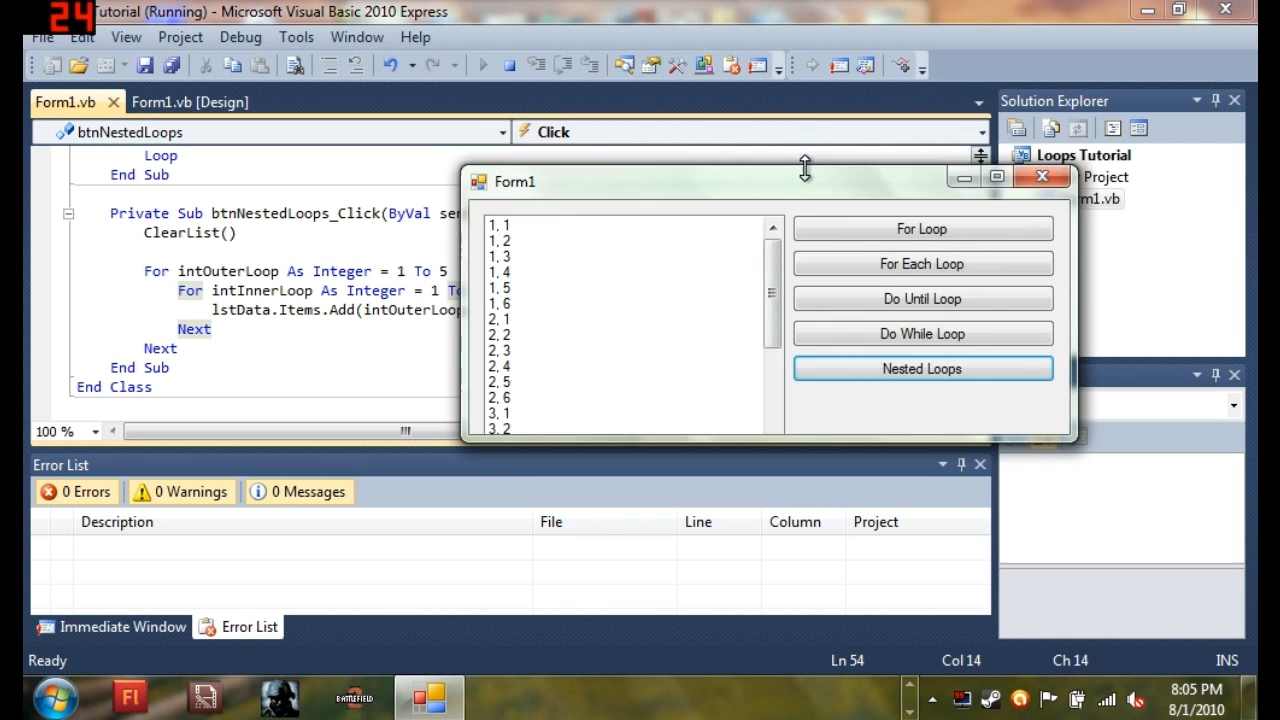 24
Tutorial (Running) - Microsoft Visual Basic 2010 Express
File Edit View Project Debug Tools Window Help
Form1.vb Form1.vb [Design]
btnNestedLoops Click
Loop
End Sub
Private Sub btnNestedLoops_Click(ByVal
ClearList()
For intOuterLoop As Integer = 1 To 5
For intInnerLoop As Integer = 1
lstData.Items.Add(intOuterLoop
Next
Next
End Sub
End Class
100 %
Form1
1, 1
1, 2
1, 3
1, 4
1, 5
1, 6
2, 1
2, 2
2, 3
2, 4
2, 5
2, 6
3, 1
3, 2
For Loop
For Each Loop
Do Until Loop
Do While Loop
Nested Loops
Solution Explorer
Loops Tutorial
Project
Error List
0 Errors 0 Warnings 0 Messages
Description File Line Column Project
Immediate Window Error List
Ready Ln 54 Col 14 Ch 14 INS
Fl
BATTLEFIELD
8:05 PM
8/1/2010